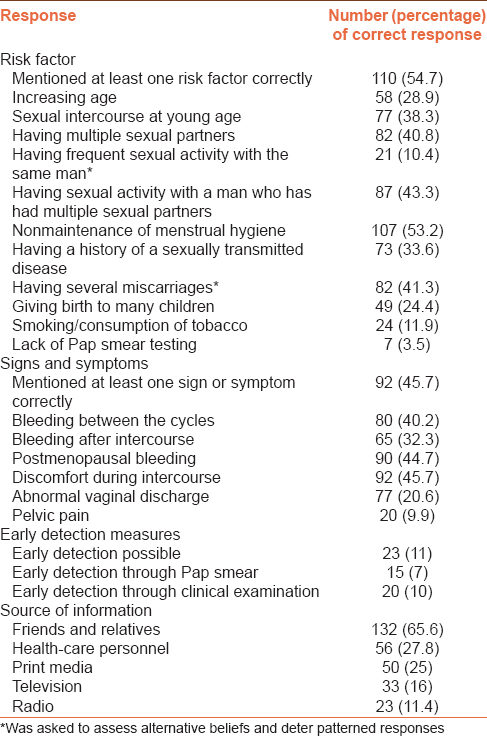 Response Number (percentage)
of correct response
Risk factor
Mentioned at least one risk factor correctly 110 (54.7)
Increasing age 58 (28.9)
Sexual intercourse at young age 77 (38.3)
Having multiple sexual partners 82 (40.8)
Having frequent sexual activity with the 21 (10.4)
same man*
Having sexual activity with a man who has 87 (43.3)
had multiple sexual partners
Nonmaintenance of menstrual hygiene 107 (53.2)
Having a history of a sexually transmitted 73 (33.6)
disease
Having several miscarriages* 82 (41.3)
Giving birth to many children 49 (24.4)
Smoking/consumption of tobacco 24 (11.9)
Lack of Pap smear testing 7 (3.5)
Signs and symptoms
Mentioned at least one sign or symptom 92 (45.7)
correctly
Bleeding between the cycles 80 (40.2)
Bleeding after intercourse 65 (32.3)
Postmenopausal bleeding 90 (44.7)
Discomfort during intercourse 92 (45.7)
Abnormal vaginal discharge 77 (20.6)
Pelvic pain 20 (9.9)
Early detection measures
Early detection possible 23 (11)
Early detection through Pap smear 15 (7)
Early detection through clinical examination 20 (10)
Source of information
Friends and relatives 132 (65.6)
Health-care personnel 56 (27.8)
Print media 50 (25)
Television 33 (16)
Radio 23 (11.4)
*Was asked to assess alternative beliefs and deter patterned responses